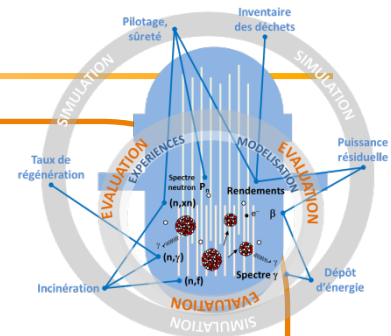 Pilotage,
sûreté
Inventaire
des déchets
SIMULATION
SIMULATION
EVALUATION
EXPERIENCES
MODELISATION
EVALUATION
Puissance
résiduelle
Taux de
régénération
Spectre
neutron
Pn
Rendements
(n,xn)
e-
β
γ
(n,γ)
γ
Spectre γ
(n,f)
Incinération
Dépôt
d'énergie
EVALUATION
SIMULATION